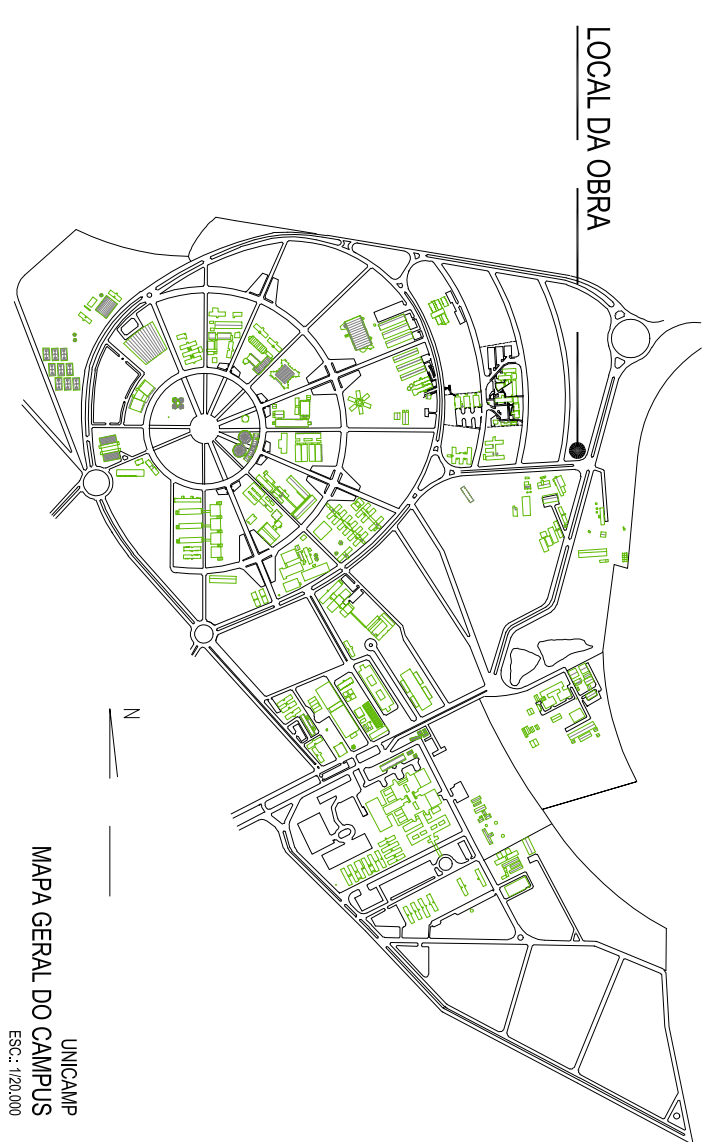 LOCAL DA OBRA
N
UNICAMP
MAPA GERAL DO CAMPUS
ESC.: 1/20.000